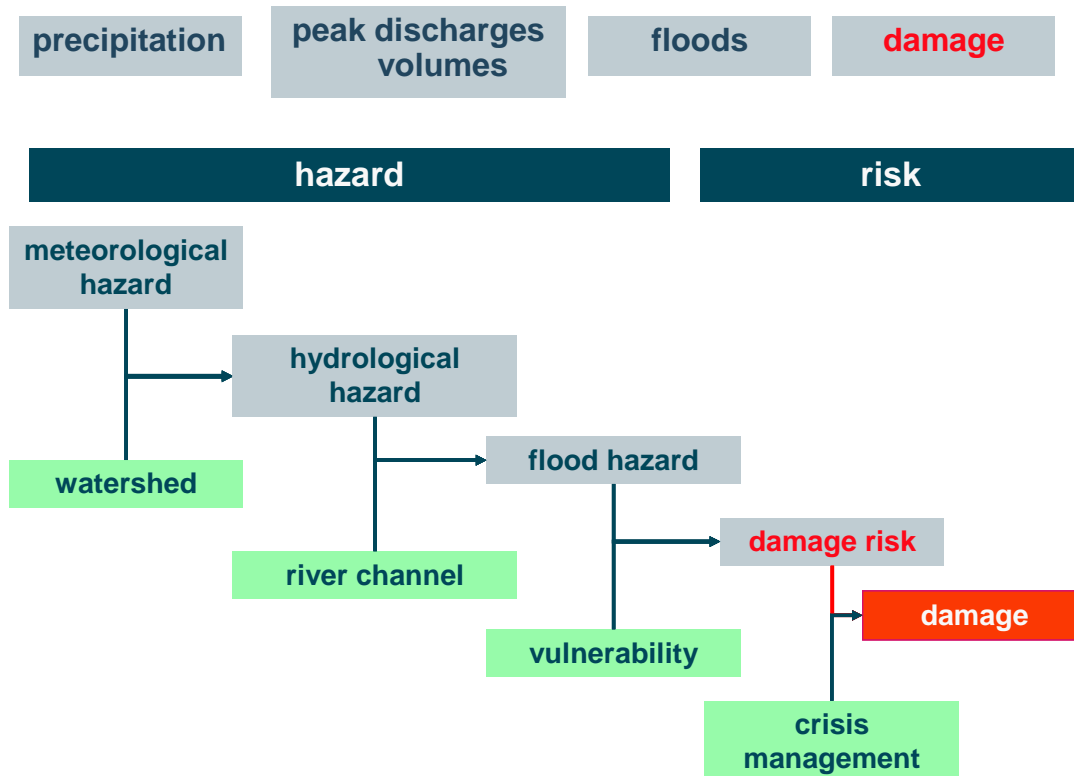 precipitation
peak discharges
volumes
floods
damage
hazard
risk
meteorological
hazard
hydrological
hazard
watershed
flood hazard
river channel
damage risk
damage
vulnerability
crisis
management